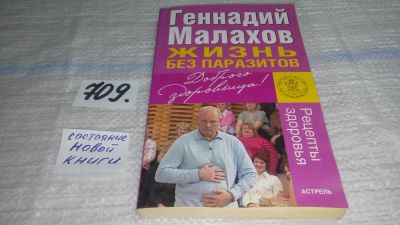 Геннадий
Малахов
ЖИЗНЬ
БЕЗ ПАРАЗИТОВ
Доброго
здоровьица!
Рецепты
здоровья
АСТРЕЛЬ
709.
состояние
новой
книги